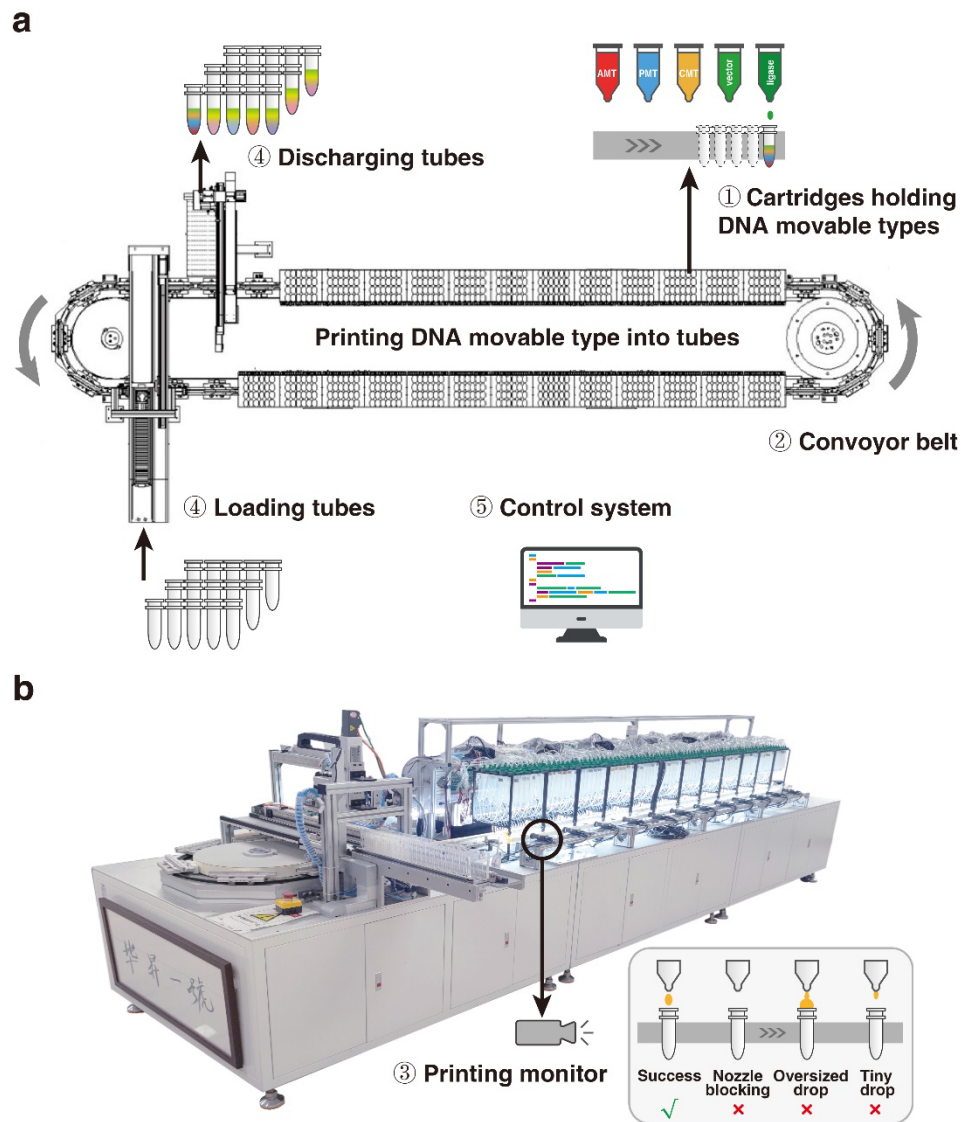 a
AMT
PMT
CMT
vector
ligase
④ Discharging tubes
① Cartridges holding
DNA movable types
Printing DNA movable type into tubes
② Convoyor belt
④ Loading tubes
⑤ Control system
b
毕昇一號
③ Printing monitor
Success
Nozzle
blocking
Oversized
drop
Tiny
drop